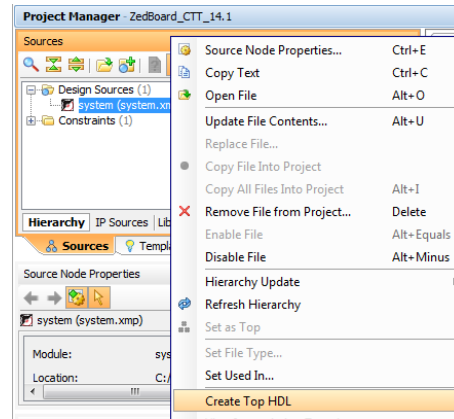 Project Manager - ZedBoard_CTT_14.1
Sources
Design Sources (1)
system (system.xm
Constraints (1)
Hierarchy IP Sources Lib
Sources Templ
Source Node Properties
system (system.xmp)
Module: sys
Location: C:/
Source Node Properties... Ctrl+E
Copy Text Ctrl+C
Open File Alt+O
Update File Contents... Alt+U
Replace File...
Copy File Into Project
Copy All Files Into Project Alt+I
Remove File from Project... Delete
Enable File Alt+Equals
Disable File Alt+Minus
Hierarchy Update
Refresh Hierarchy
Set as Top
Set File Type...
Set Used In...
Create Top HDL